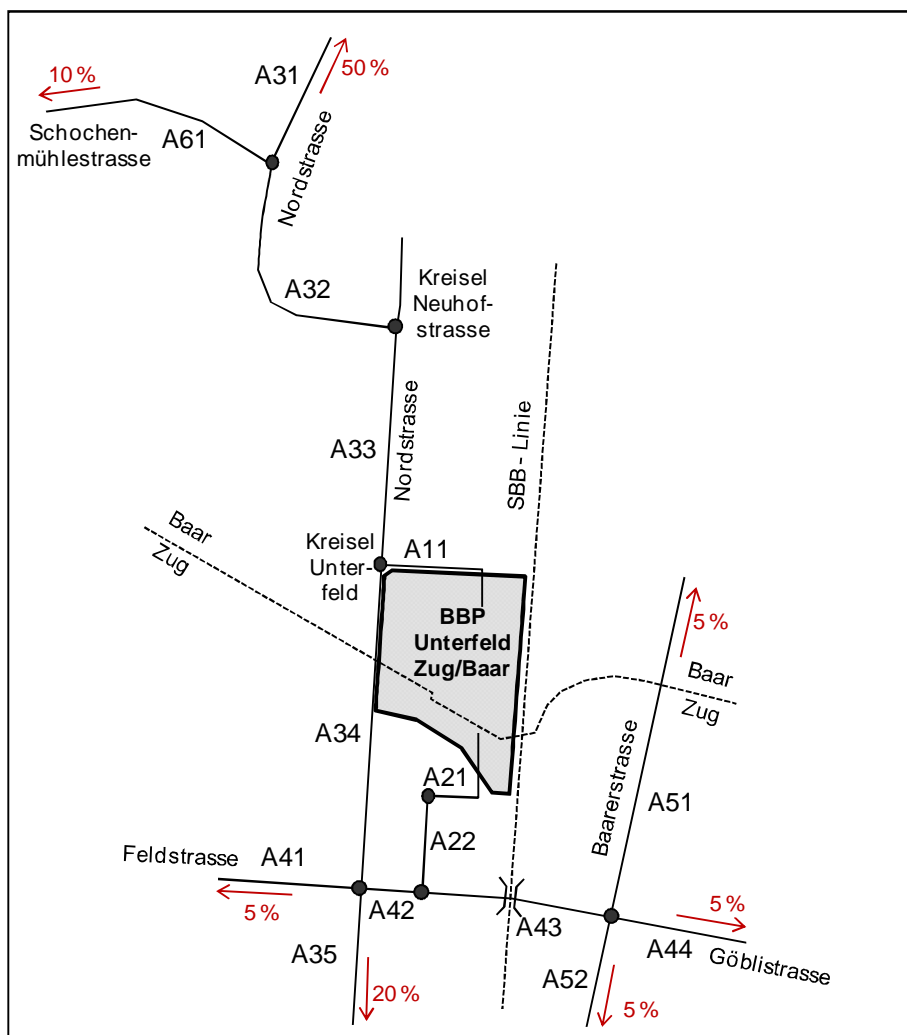 10 %
A31
50 %
Schochen-
mühlestrasse
A61
Nordstrasse
A32
Kreisel
Neuhof-
strasse
A33
Nordstrasse
SBB - Linie
Baar
Zug
Kreisel
Unter-
feld
A11
BBP
Unterfeld
Zug/Baar
5 %
Baar
Zug
A34
A21
Baarerstrasse
A51
A22
Feldstrasse
A41
5 %
A42
A43
5 %
A44
Göblistrasse
A35
20 %
A52
5 %